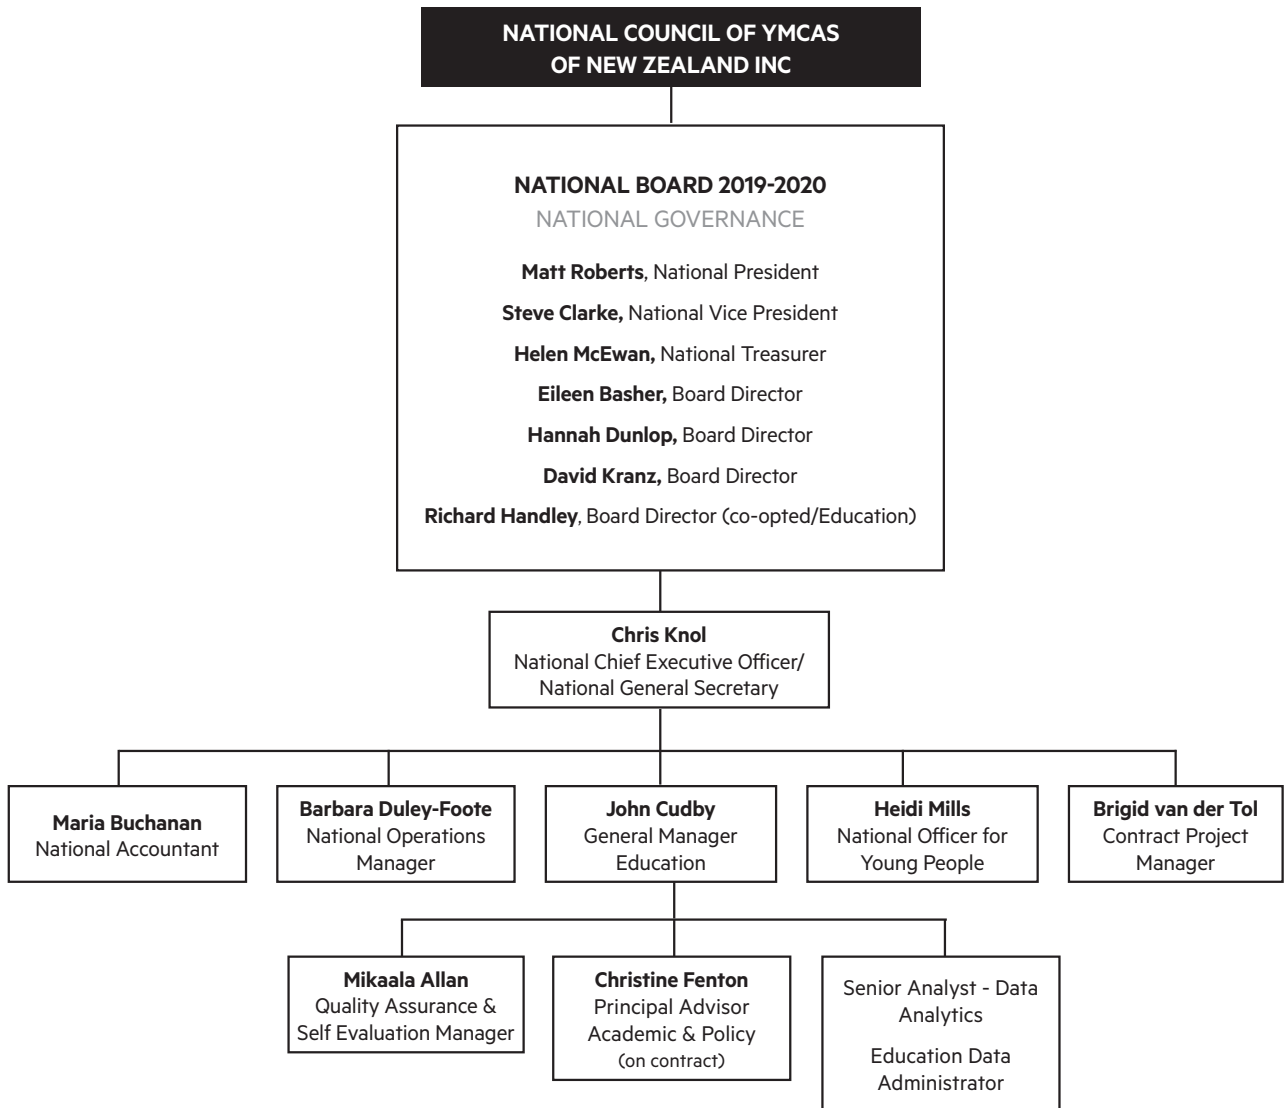 NATIONAL COUNCIL OF YMCAS
OF NEW ZEALAND INC
NATIONAL BOARD 2019-2020
NATIONAL GOVERNANCE
Matt Roberts, National President
Steve Clarke, National Vice President
Helen McEwan, National Treasurer
Eileen Basher, Board Director
Hannah Dunlop, Board Director
David Kranz, Board Director
Richard Handley, Board Director (co-opted/Education)
Chris Knol
National Chief Executive Officer/
National General Secretary
Maria Buchanan
National Accountant
Barbara Duley-Foote
National Operations
Manager
John Cudby
General Manager
Education
Heidi Mills
National Officer for
Young People
Brigid van der Tol
Contract Project
Manager
Mikaala Allan
Quality Assurance &
Self Evaluation Manager
Christine Fenton
Principal Advisor
Academic & Policy
(on contract)
Senior Analyst - Data
Analytics
Education Data
Administrator